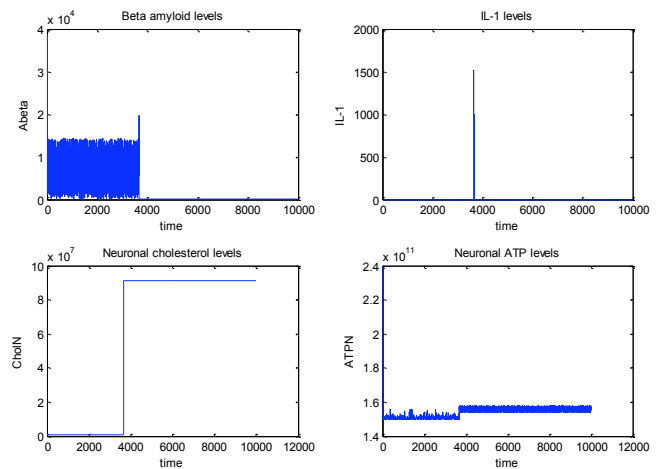 x 10^4
Beta amyloid levels
4
3
2
1
0
Abeta
0 2000 4000 6000 8000 10000
time
IL-1 levels
2000
1500
1000
500
0
IL-1
0 2000 4000 6000 8000 10000
time
x 10^7
Neuronal cholesterol levels
10
8
6
4
2
0
CholN
0 2000 4000 6000 8000 10000 12000
time
x 10^11
Neuronal ATP levels
2.4
2.2
2
1.8
1.6
1.4
ATPN
0 2000 4000 6000 8000 10000 12000
time